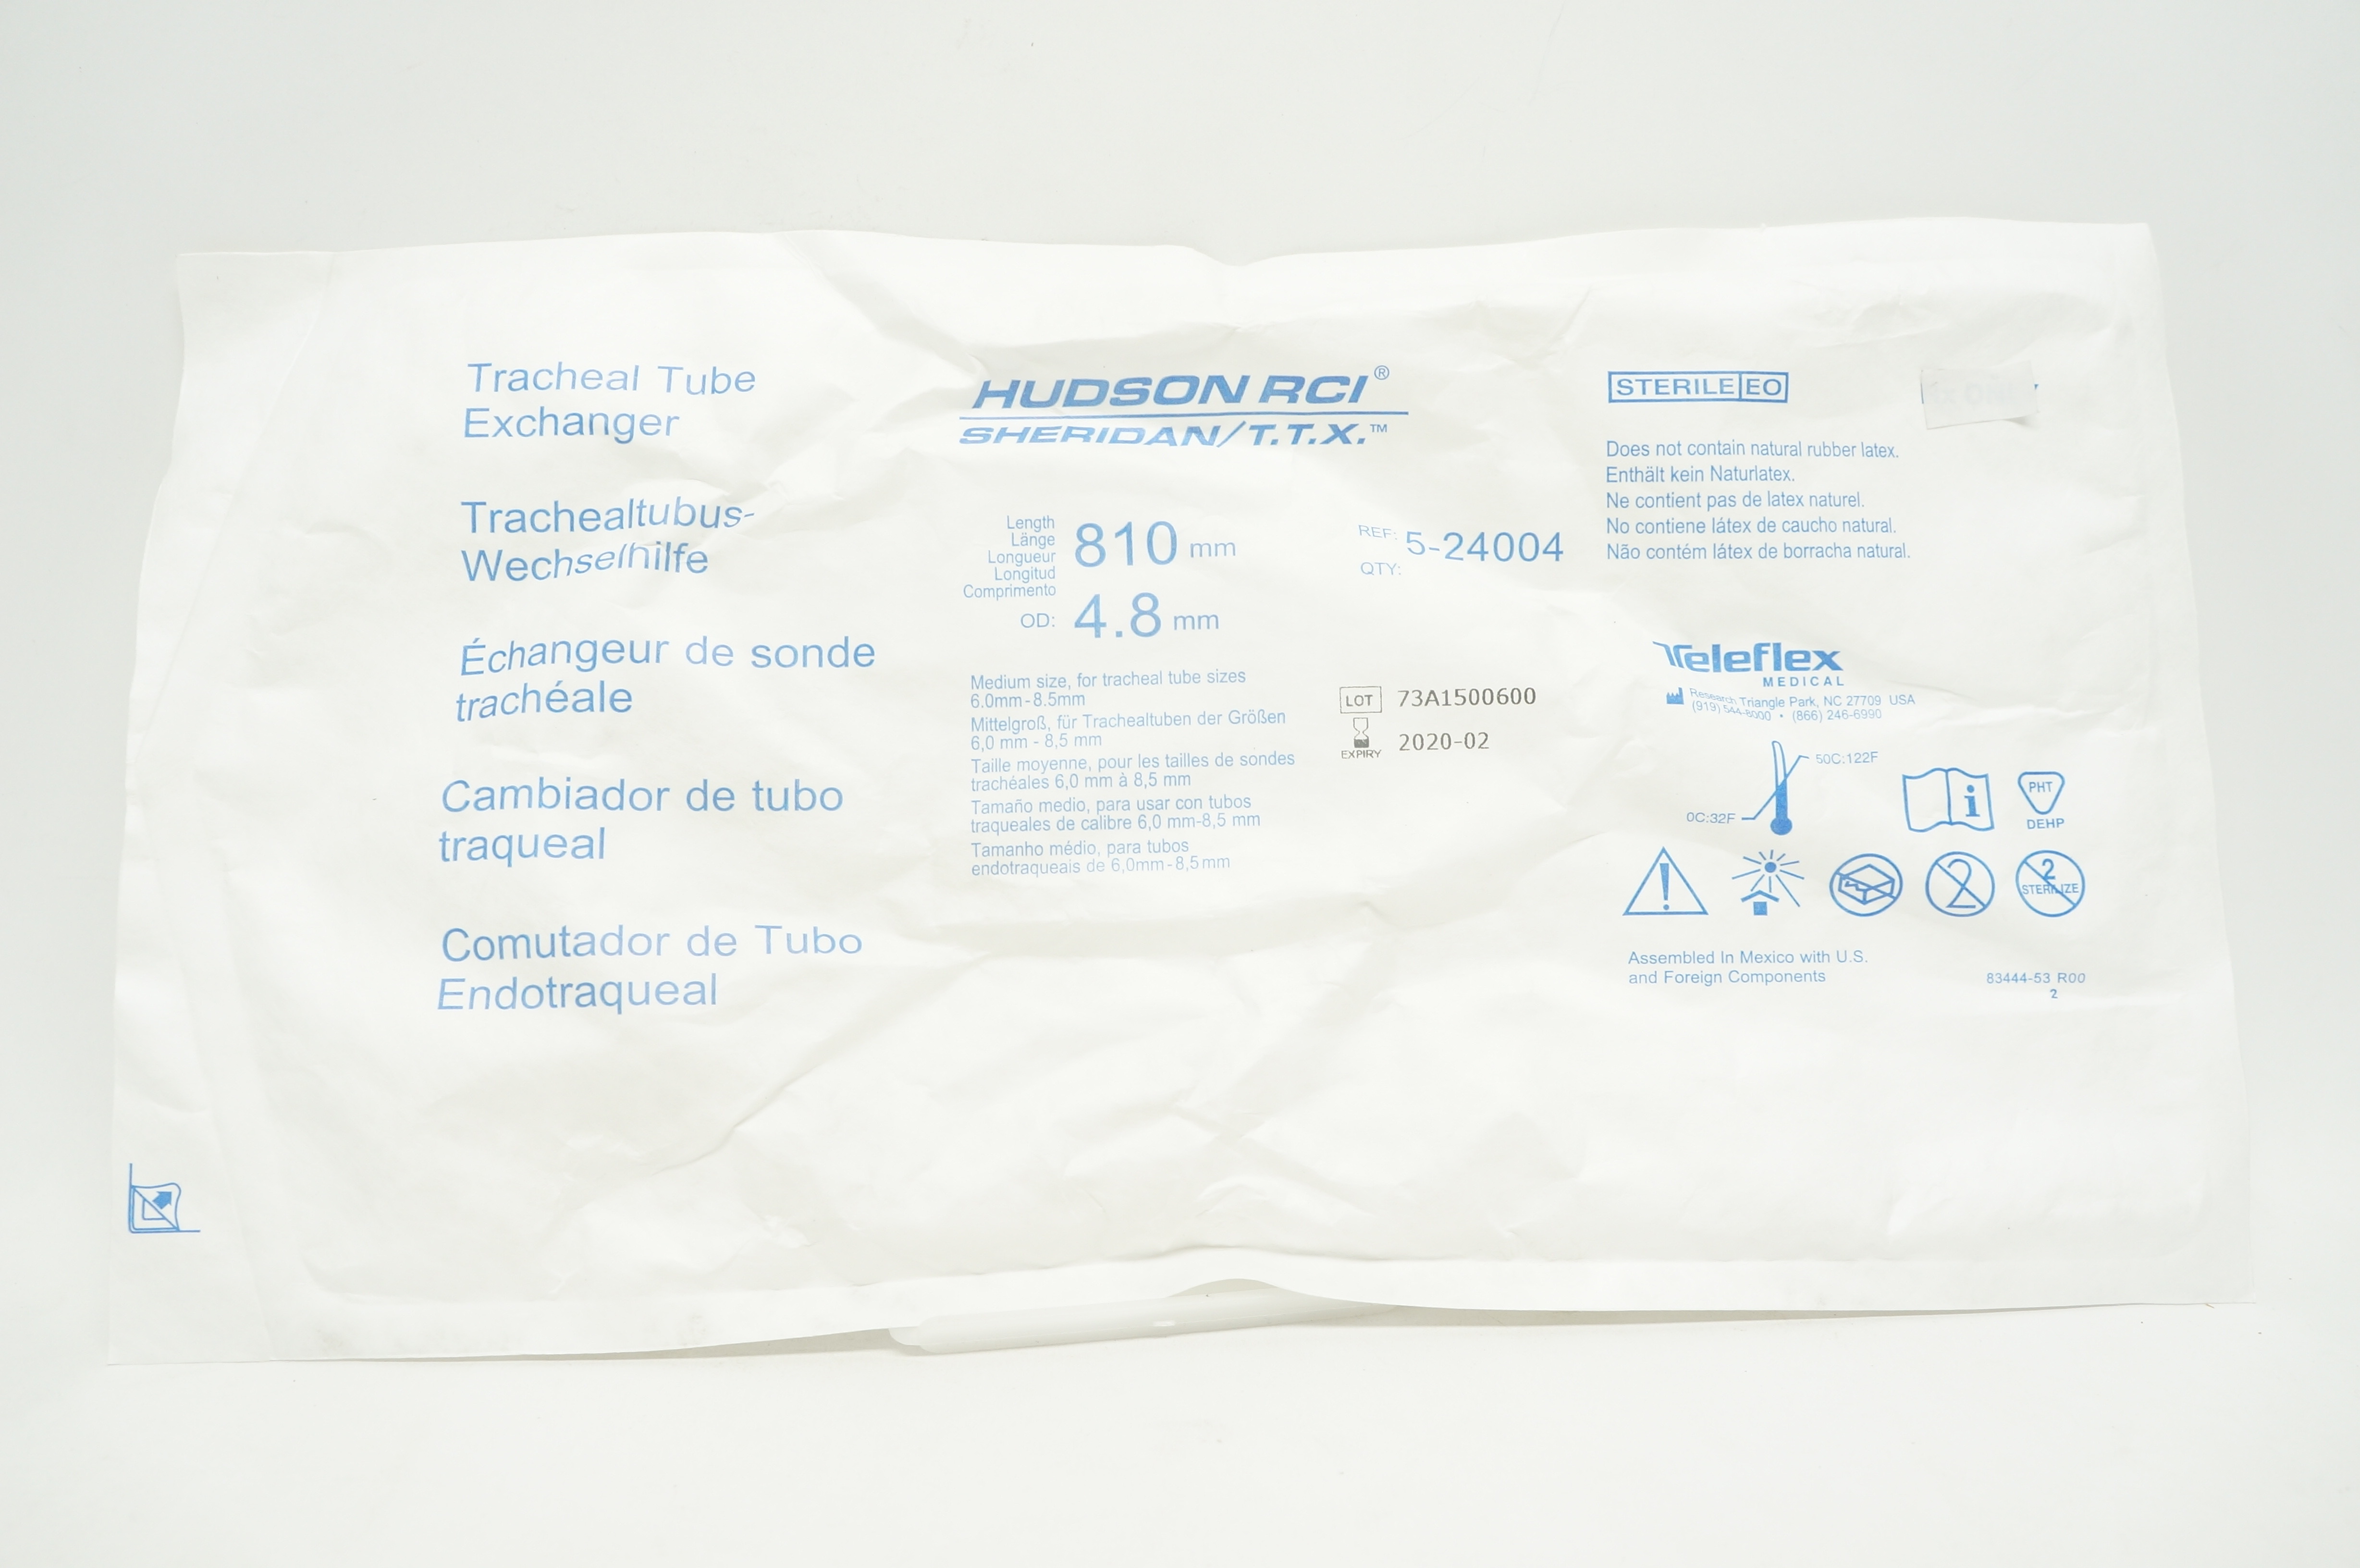 Tracheal Tube
Exchanger
Trachealtubus-
Wechselhilfe
Échangeur de sonde
trachéale
Cambiador de tubo
traqueal
Comutador de Tubo
Endotraqueal
HUDSON RCI®
SHERIDAN/T.T.X.™
Length
Länge
Longueur
Longitud
Comprimento
810 mm
OD: 4.8 mm
Medium size, for tracheal tube sizes
6.0mm-8.5mm
Mittelgroß, für Trachealtuben der Größen
6,0 mm - 8,5 mm
Taille moyenne, pour les tailles de sondes
trachéales 6,0 mm à 8,5 mm
Tamaño medio, para usar con tubos
traqueales de calibre 6,0 mm-8,5 mm
Tamanho médio, para tubos
endotraqueais de 6,0mm-8,5mm
REF: 5-24004
QTY:
LOT 73A1500600
EXPIRY 2020-02
STERILE EO
Does not contain natural rubber latex.
Enthält kein Naturlatex.
Ne contient pas de latex naturel.
No contiene látex de caucho natural.
Não contém látex de borracha natural.
Teleflex
MEDICAL
Research Triangle Park, NC 27709 USA
(919) 544-8000 • (866) 246-6990
50C:122F
0C:32F
i
PHT
DEHP
!
2
2
STERILIZE
Assembled In Mexico with U.S.
and Foreign Components
83444-53 R00
2